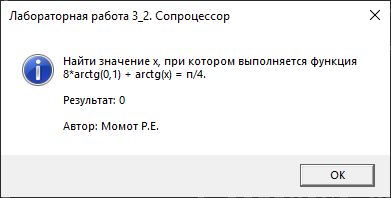 Лабораторная работа 3_2. Сопроцессор
Найти значение x, при котором выполняется функция
8*arctg(0,1) + arctg(x) = п/4.
Результат: 0
Автор: Момот Р.Е.
OK